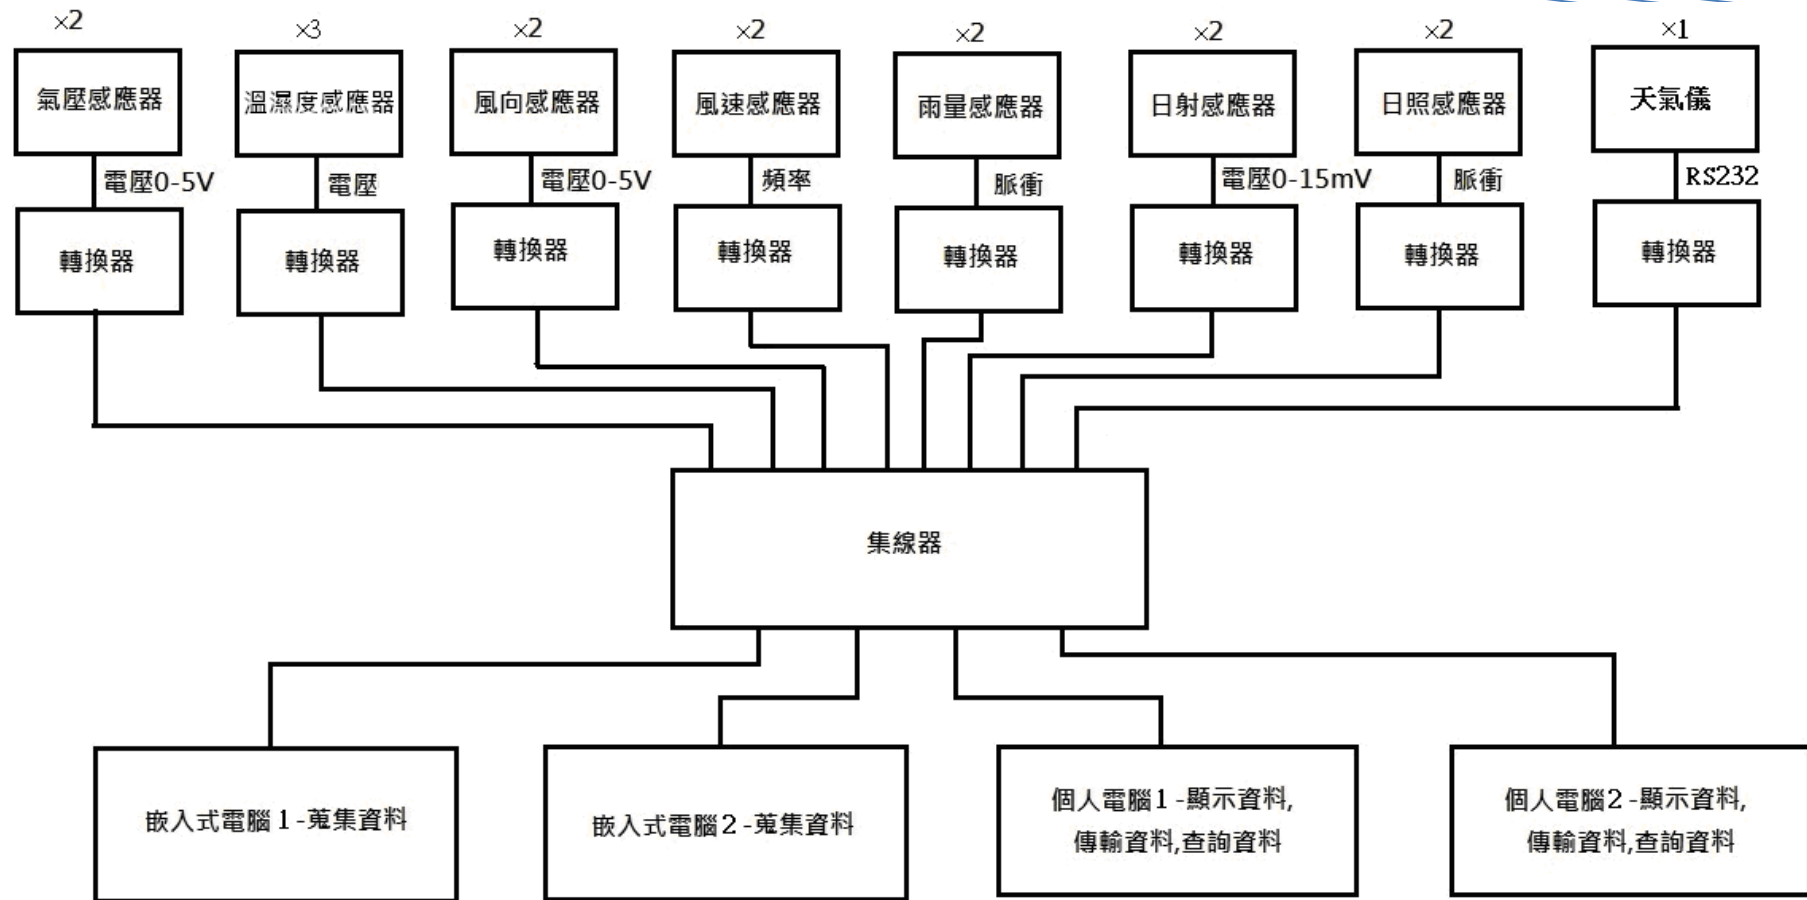 ×2
×3
×2
×2
×2
×2
×2
×1
氣壓感應器
溫濕度感應器
風向感應器
風速感應器
雨量感應器
日射感應器
日照感應器
天氣儀
電壓0-5V
電壓
電壓0-5V
頻率
脈衝
電壓0-15mV
脈衝
RS232
轉換器
轉換器
轉換器
轉換器
轉換器
轉換器
轉換器
轉換器
集線器
嵌入式電腦1-蒐集資料
嵌入式電腦2-蒐集資料
個人電腦1-顯示資料,
傳輸資料,查詢資料
個人電腦2-顯示資料,
傳輸資料,查詢資料